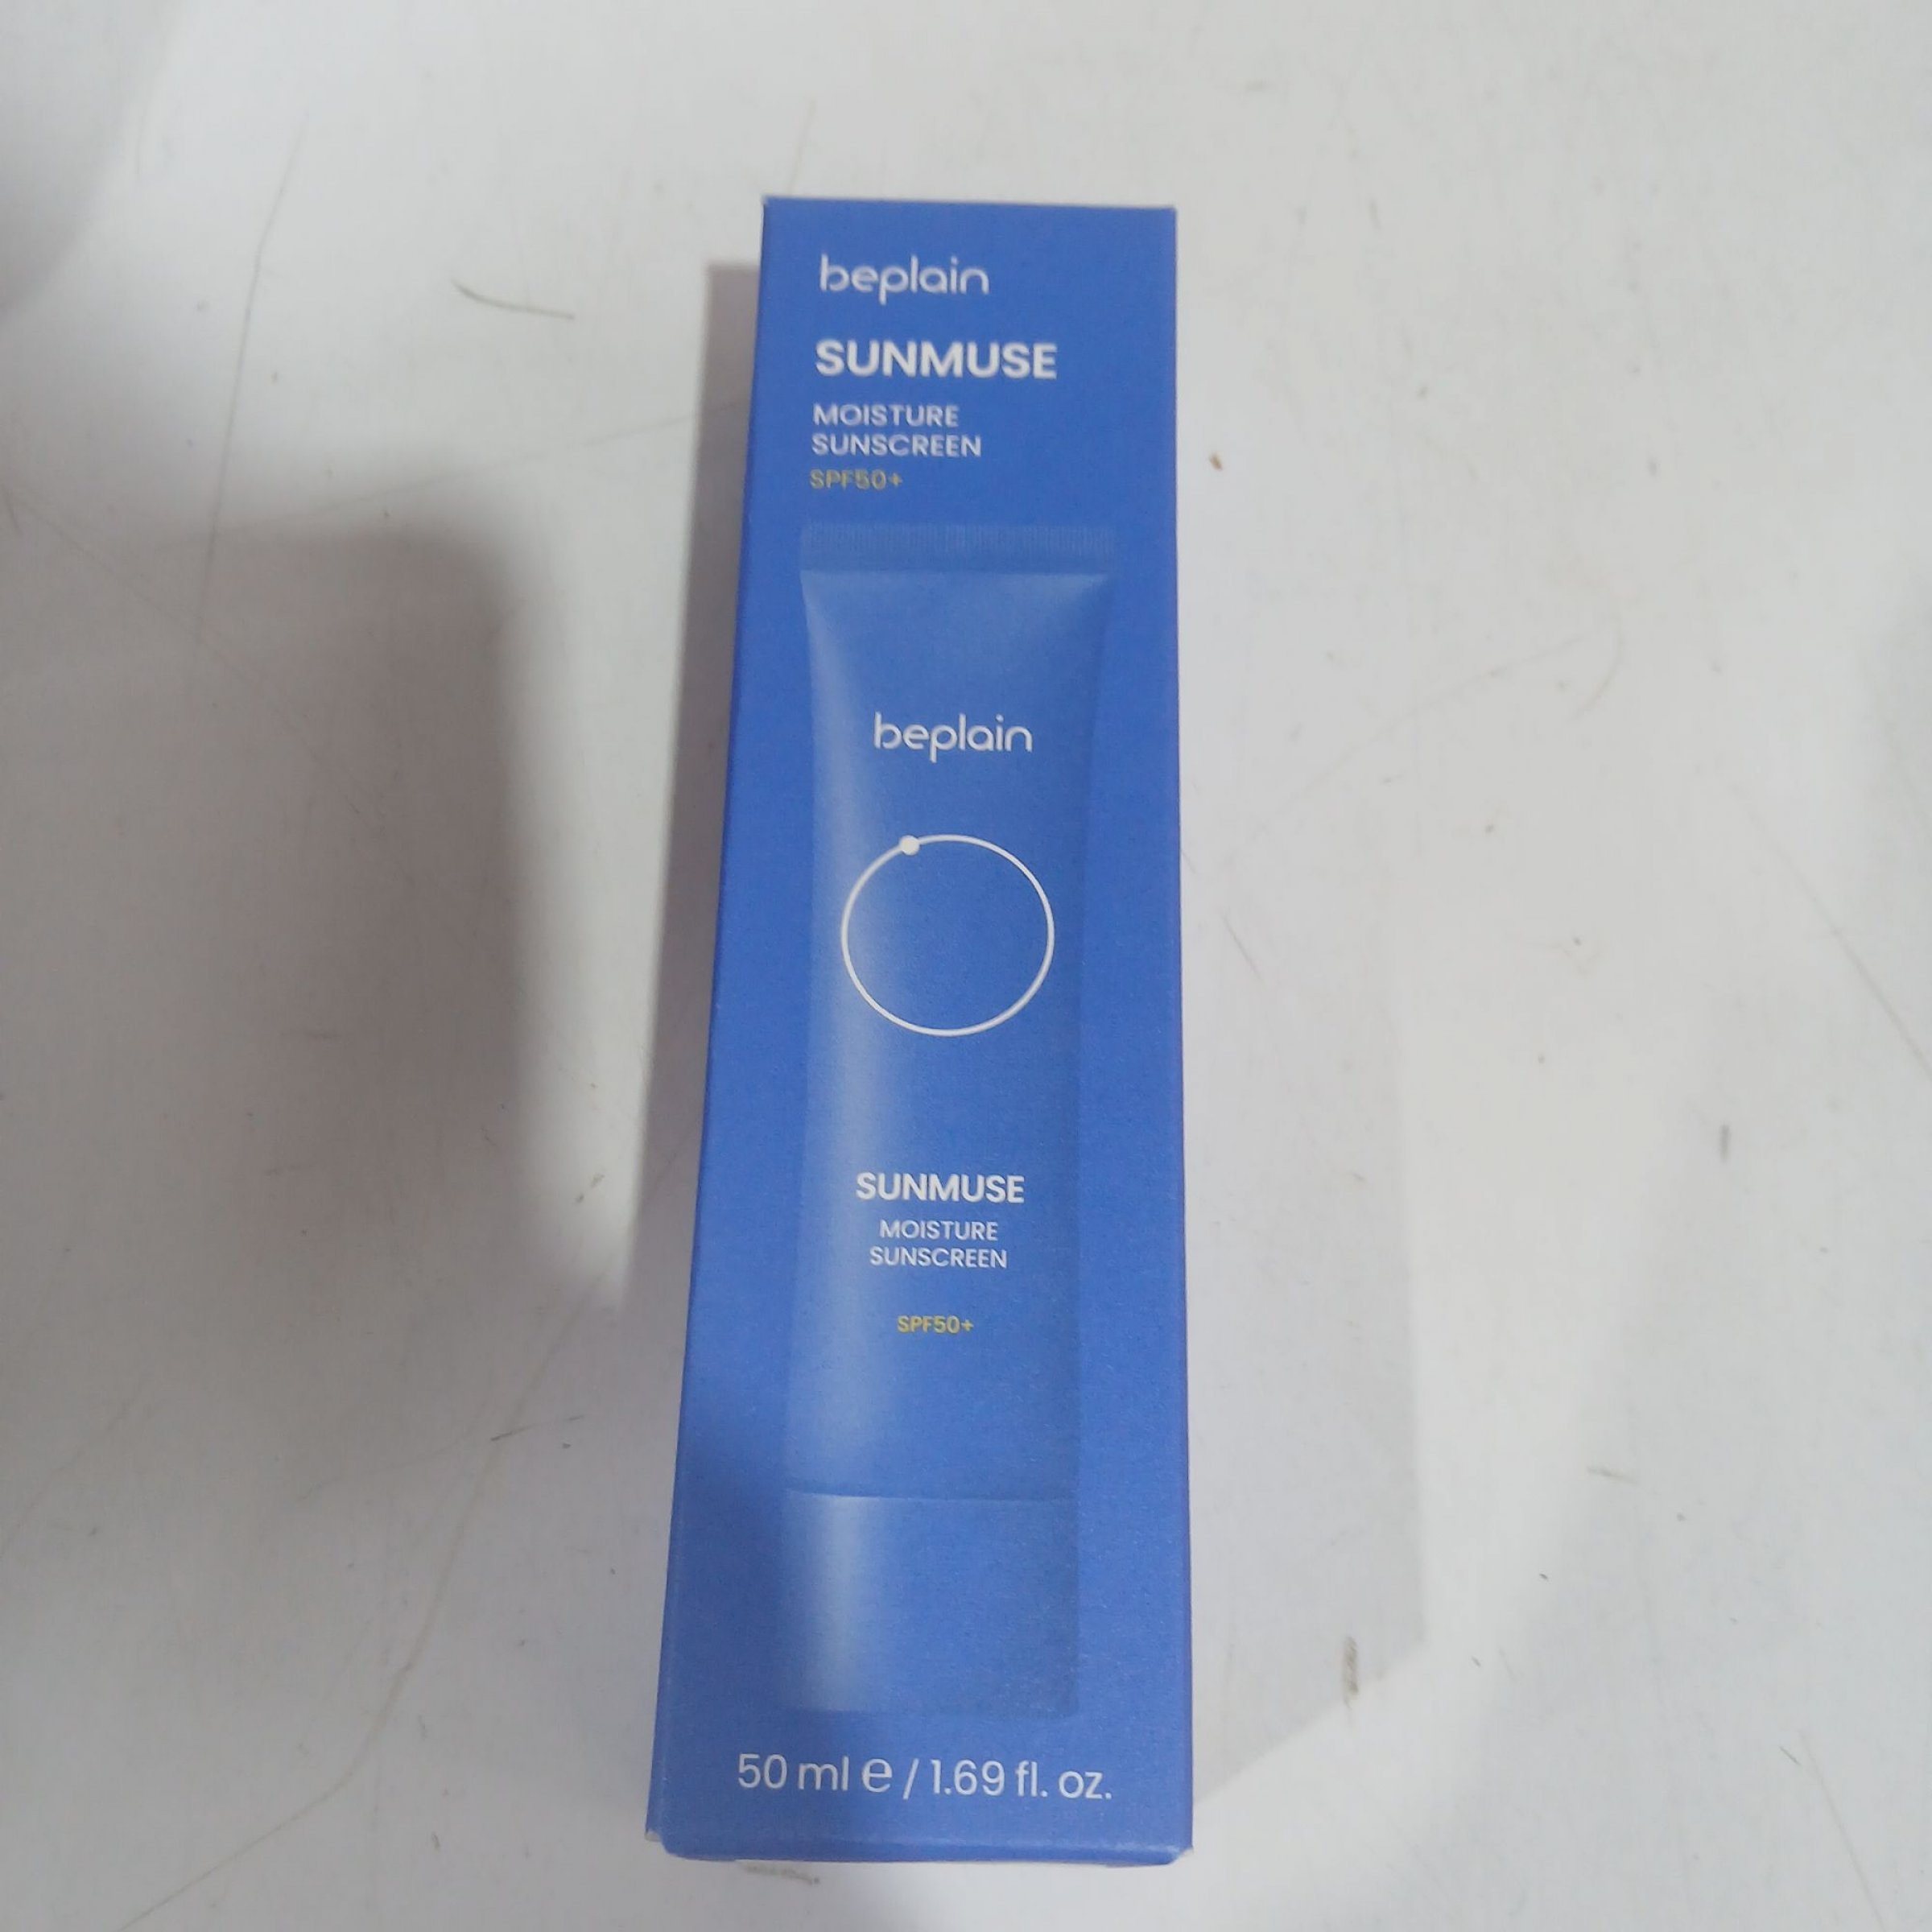 beplain
SUNMUSE
MOISTURE
SUNSCREEN
SPF50+
beplain
SUNMUSE
MOISTURE
SUNSCREEN
SPF50+
50 ml ℮ / 1.69 fl. oz.